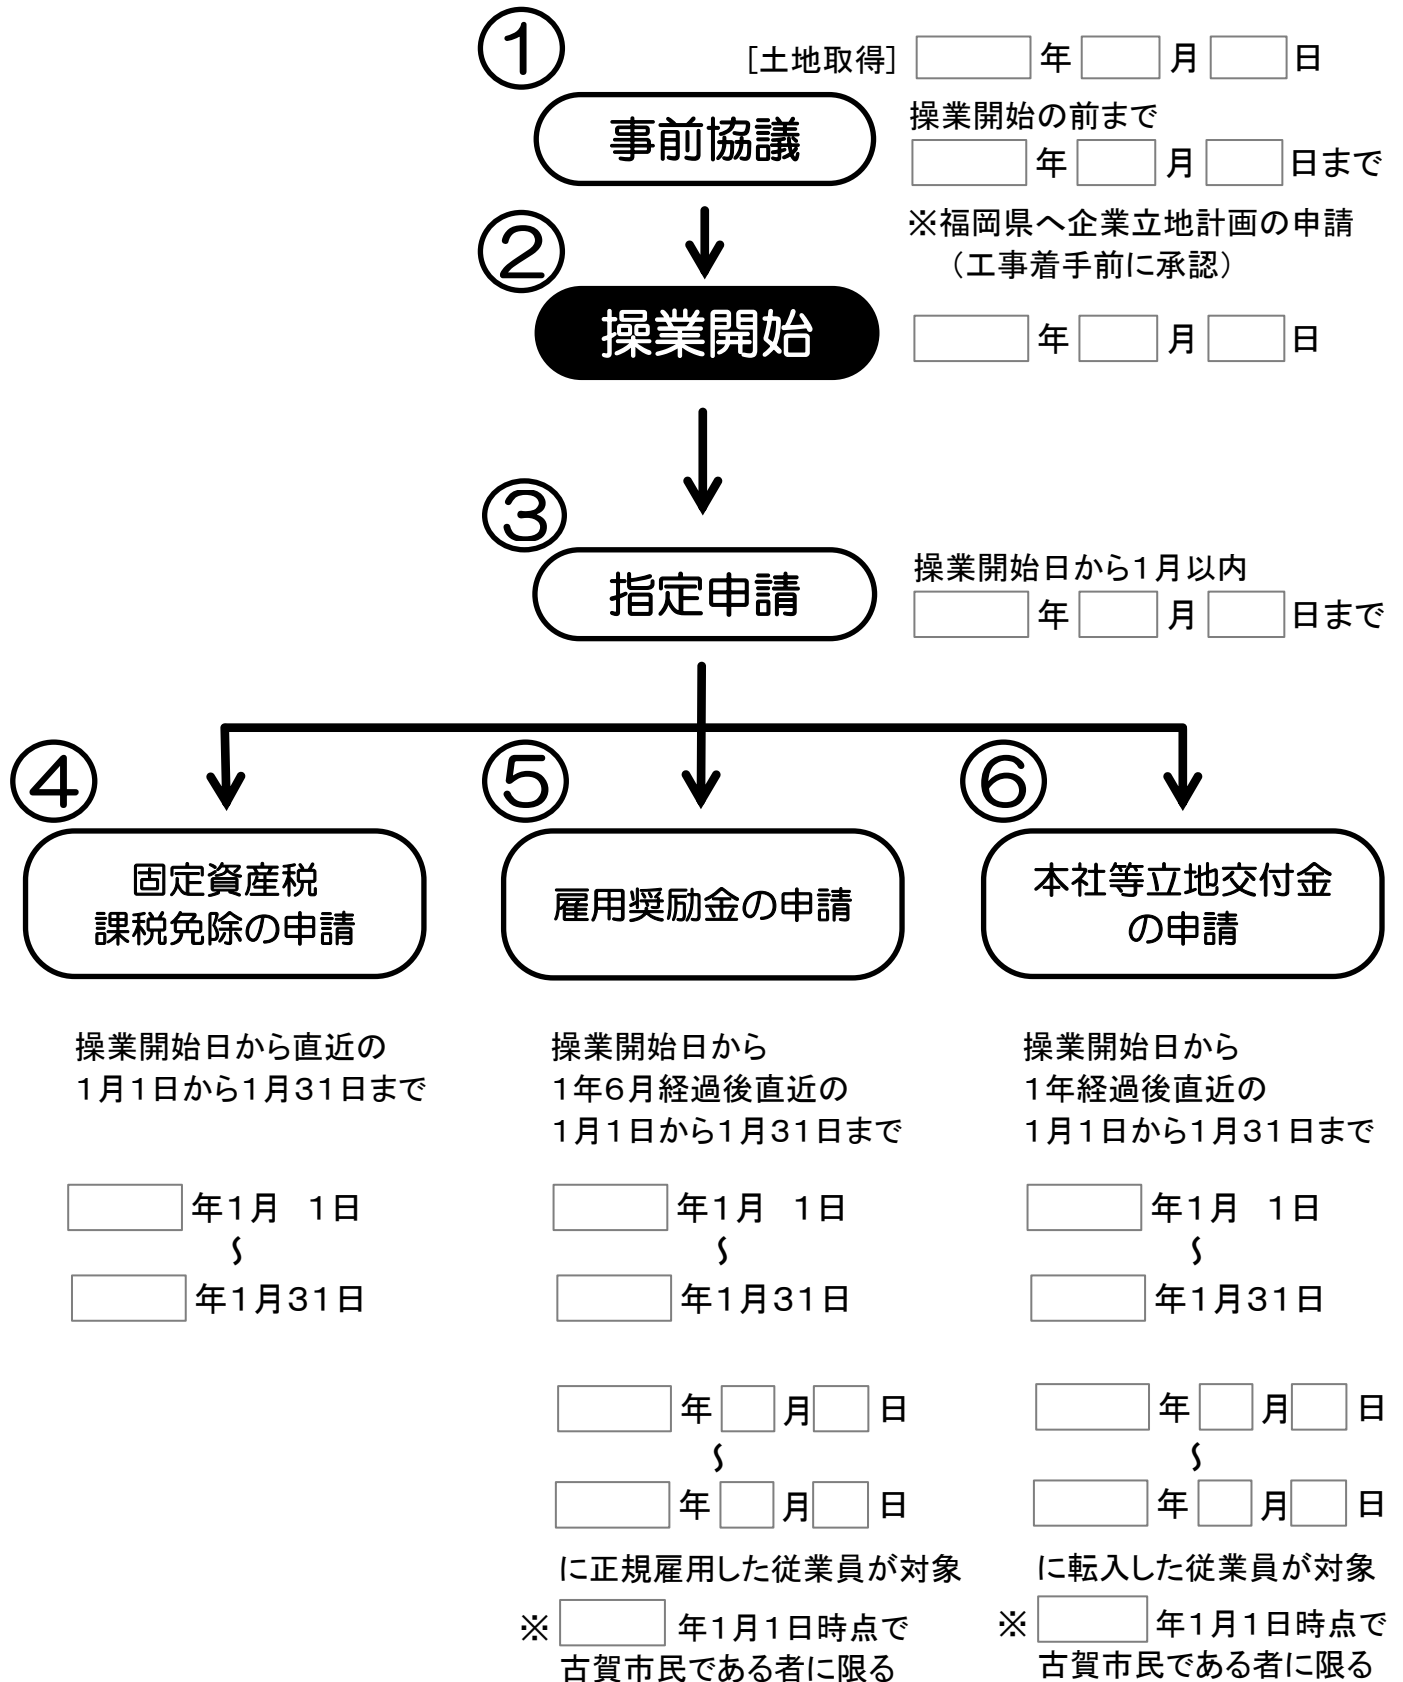 ①
[土地取得] 年 月 日
事前協議
操業開始の前まで
年 月 日まで
※福岡県へ企業立地計画の申請
（工事着手前に承認）
②
操業開始
年 月 日
③
指定申請
操業開始日から1月以内
年 月 日まで
④
固定資産税
課税免除の申請
操業開始日から直近の
1月1日から1月31日まで
年1月 1日
～
年1月31日
⑤
雇用奨励金の申請
操業開始日から
1年6月経過後直近の
1月1日から1月31日まで
年1月 1日
～
年1月31日
年 月 日
～
年 月 日
に正規雇用した従業員が対象
※ 年1月1日時点で
古賀市民である者に限る
⑥
本社等立地交付金
の申請
操業開始日から
1年経過後直近の
1月1日から1月31日まで
年1月 1日
～
年1月31日
年 月 日
～
年 月 日
に転入した従業員が対象
※ 年1月1日時点で
古賀市民である者に限る